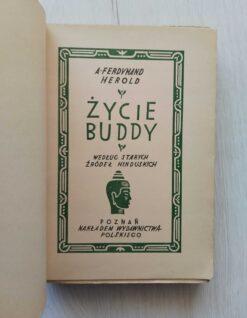 A·FERDYNAND
HEROLD
ŻYCIE
BUDDY
WEDŁUG STARYCH
ŹRÓDEŁ HINDUSKICH
POZNAŃ
NAKŁADEM WYDAWNICTWA
POLSKIEGO